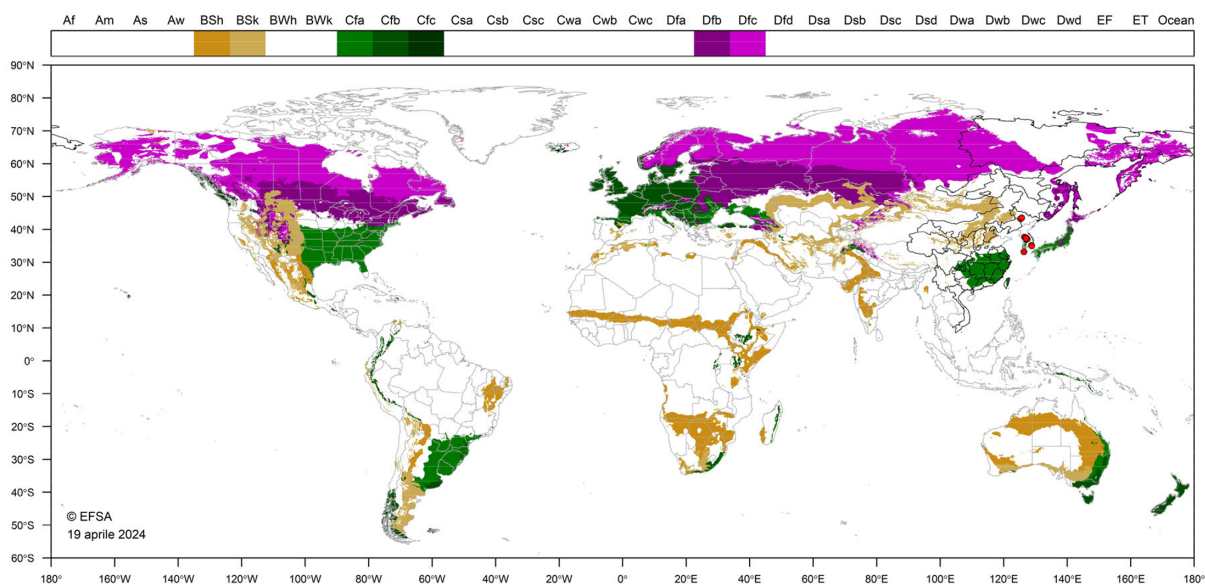 Af Am As Aw BSh BSk BWh BWk Cfa Cfb Cfc Csa Csb Csc Cwa Cwb Cwc Dfa Dfb Dfc Dfd Dsa Dsb Dsc Dsd Dwa Dwb Dwc Dwd EF ET Ocean
90°N
80°N
70°N
60°N
50°N
40°N
30°N
20°N
10°N
0°
10°S
20°S
30°S
40°S
50°S
60°S
© EFSA
19 aprile 2024
180° 160°W 140°W 120°W 100°W 80°W 60°W 40°W 20°W 0° 20°E 40°E 60°E 80°E 100°E 120°E 140°E 160°E 180°